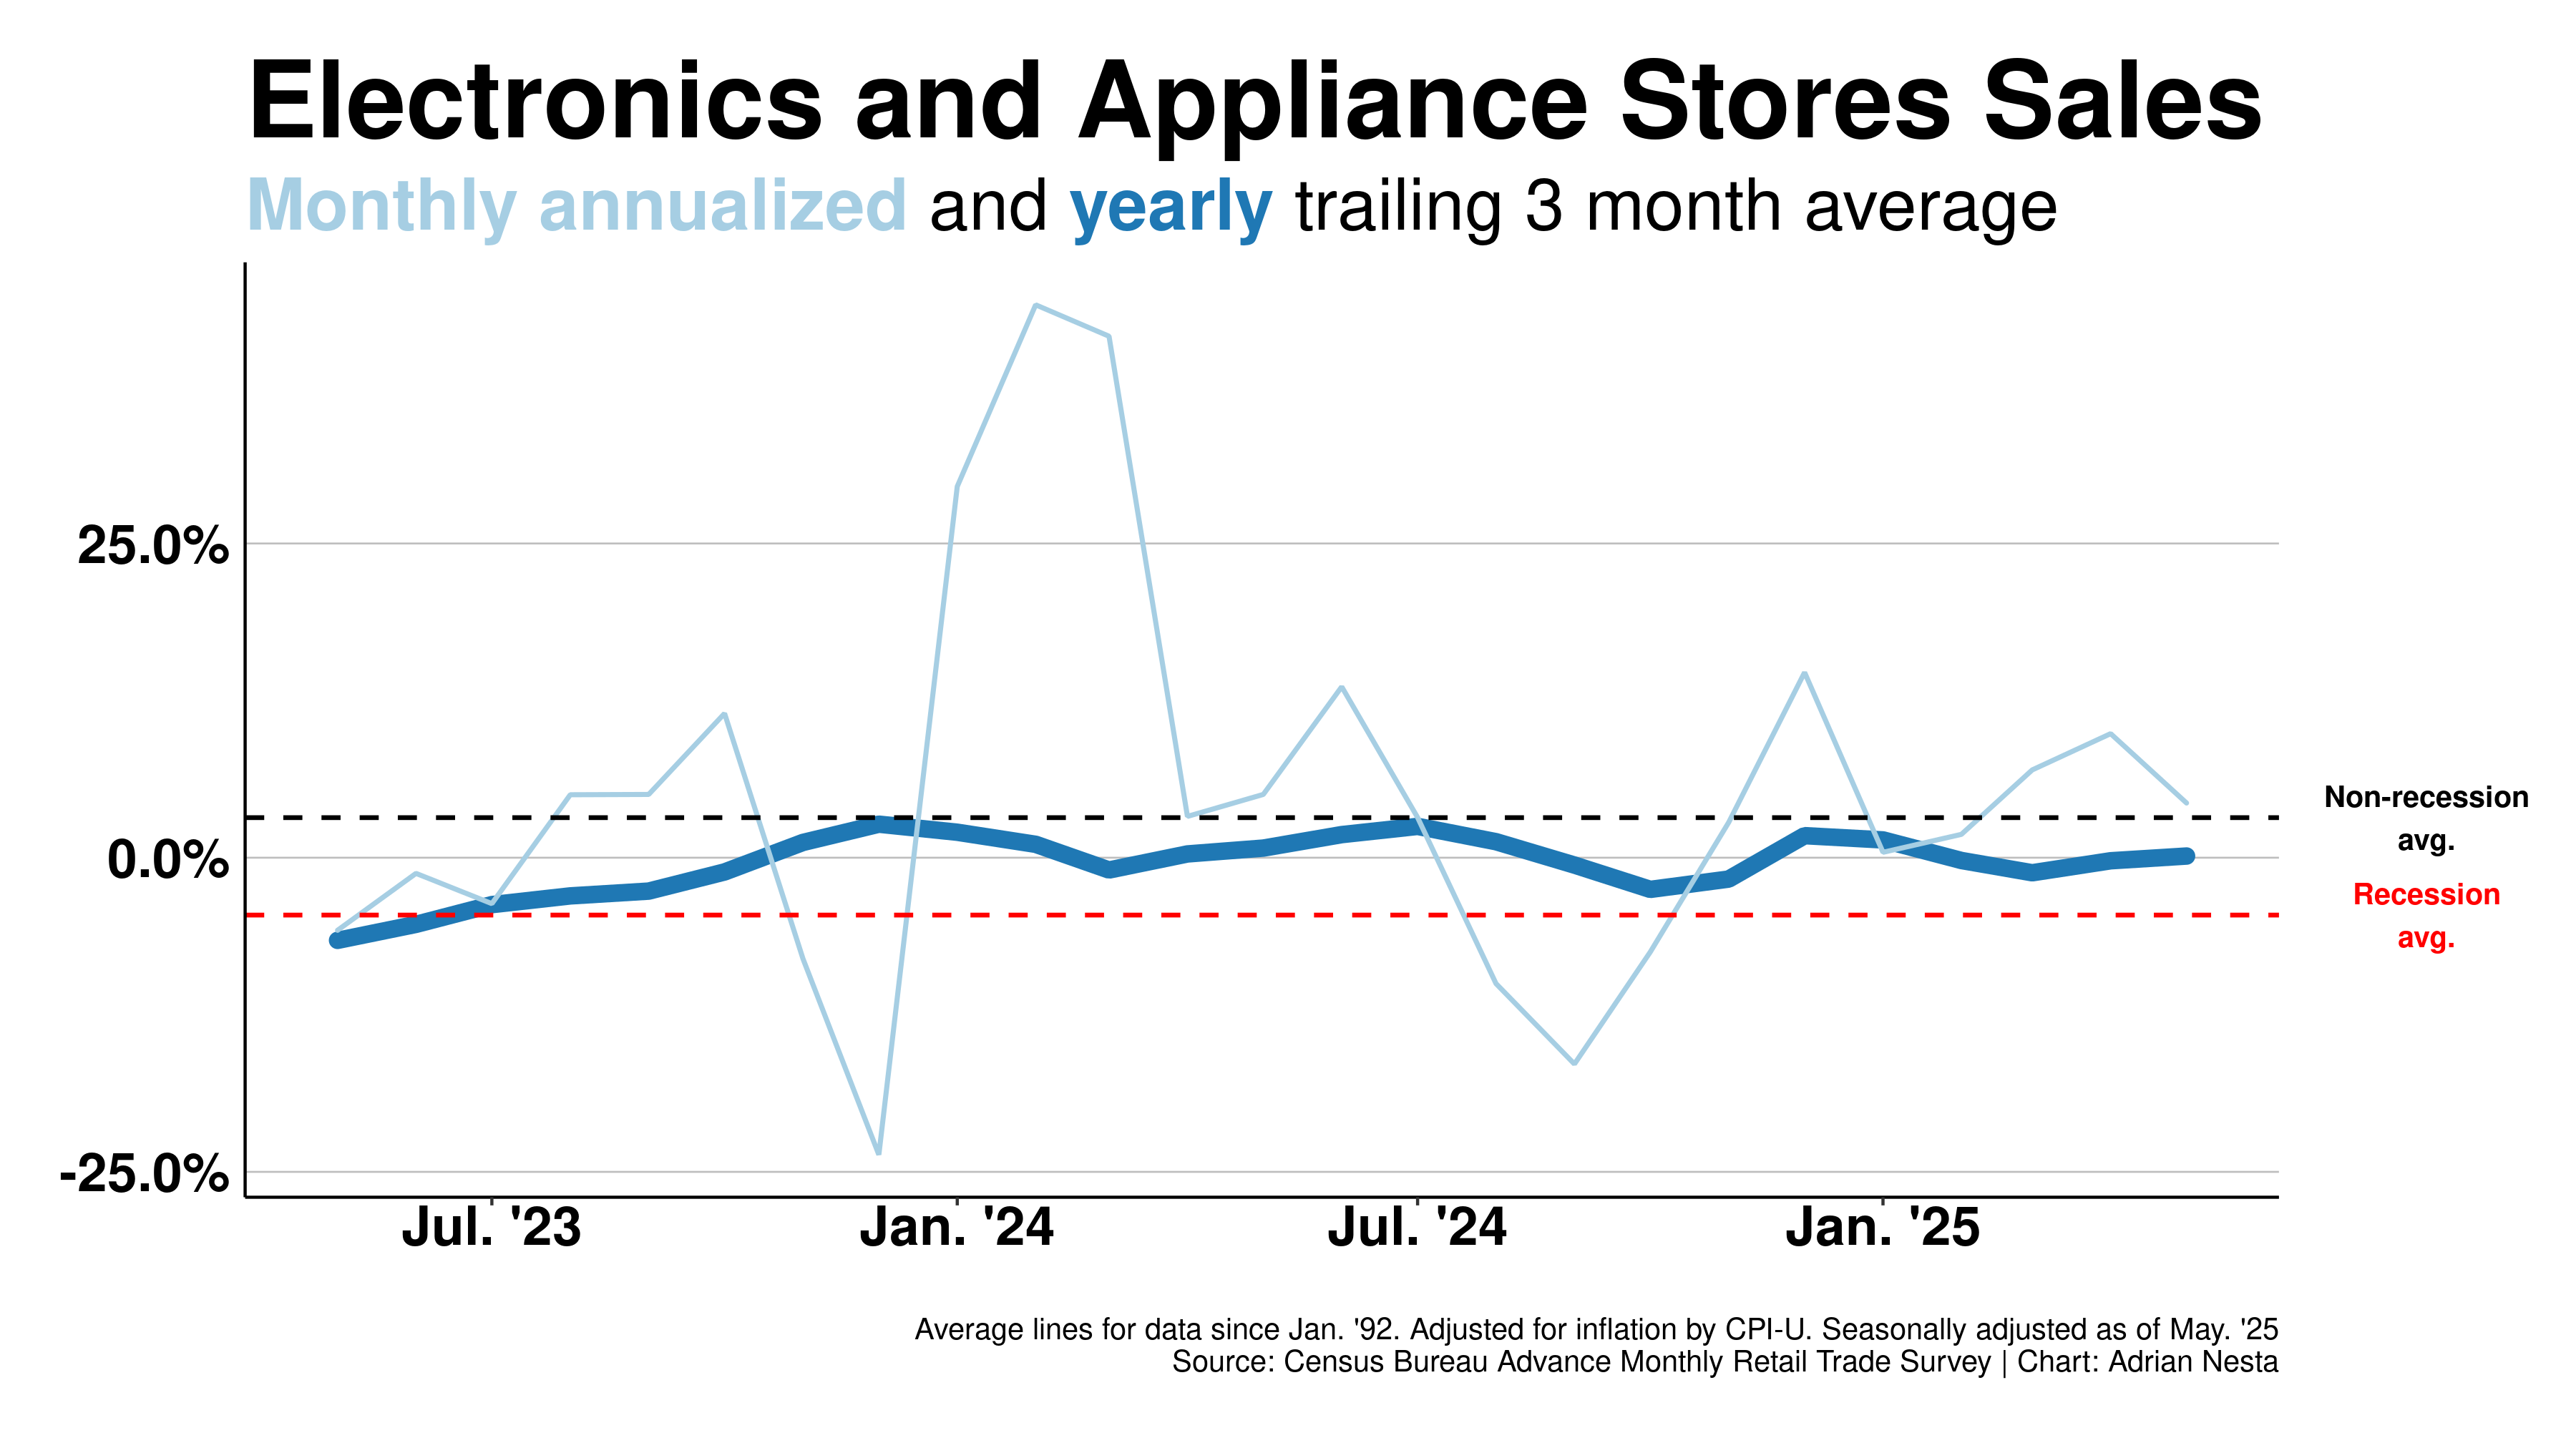 Electronics and Appliance Stores Sales
Monthly annualized and yearly trailing 3 month average
25.0%
0.0%
-25.0%
Non-recession
avg.
Recession
avg.
Jul. '23
Jan. '24
Jul. '24
Jan. '25
Average lines for data since Jan. '92. Adjusted for inflation by CPI-U. Seasonally adjusted as of May. '25
Source: Census Bureau Advance Monthly Retail Trade Survey | Chart: Adrian Nesta